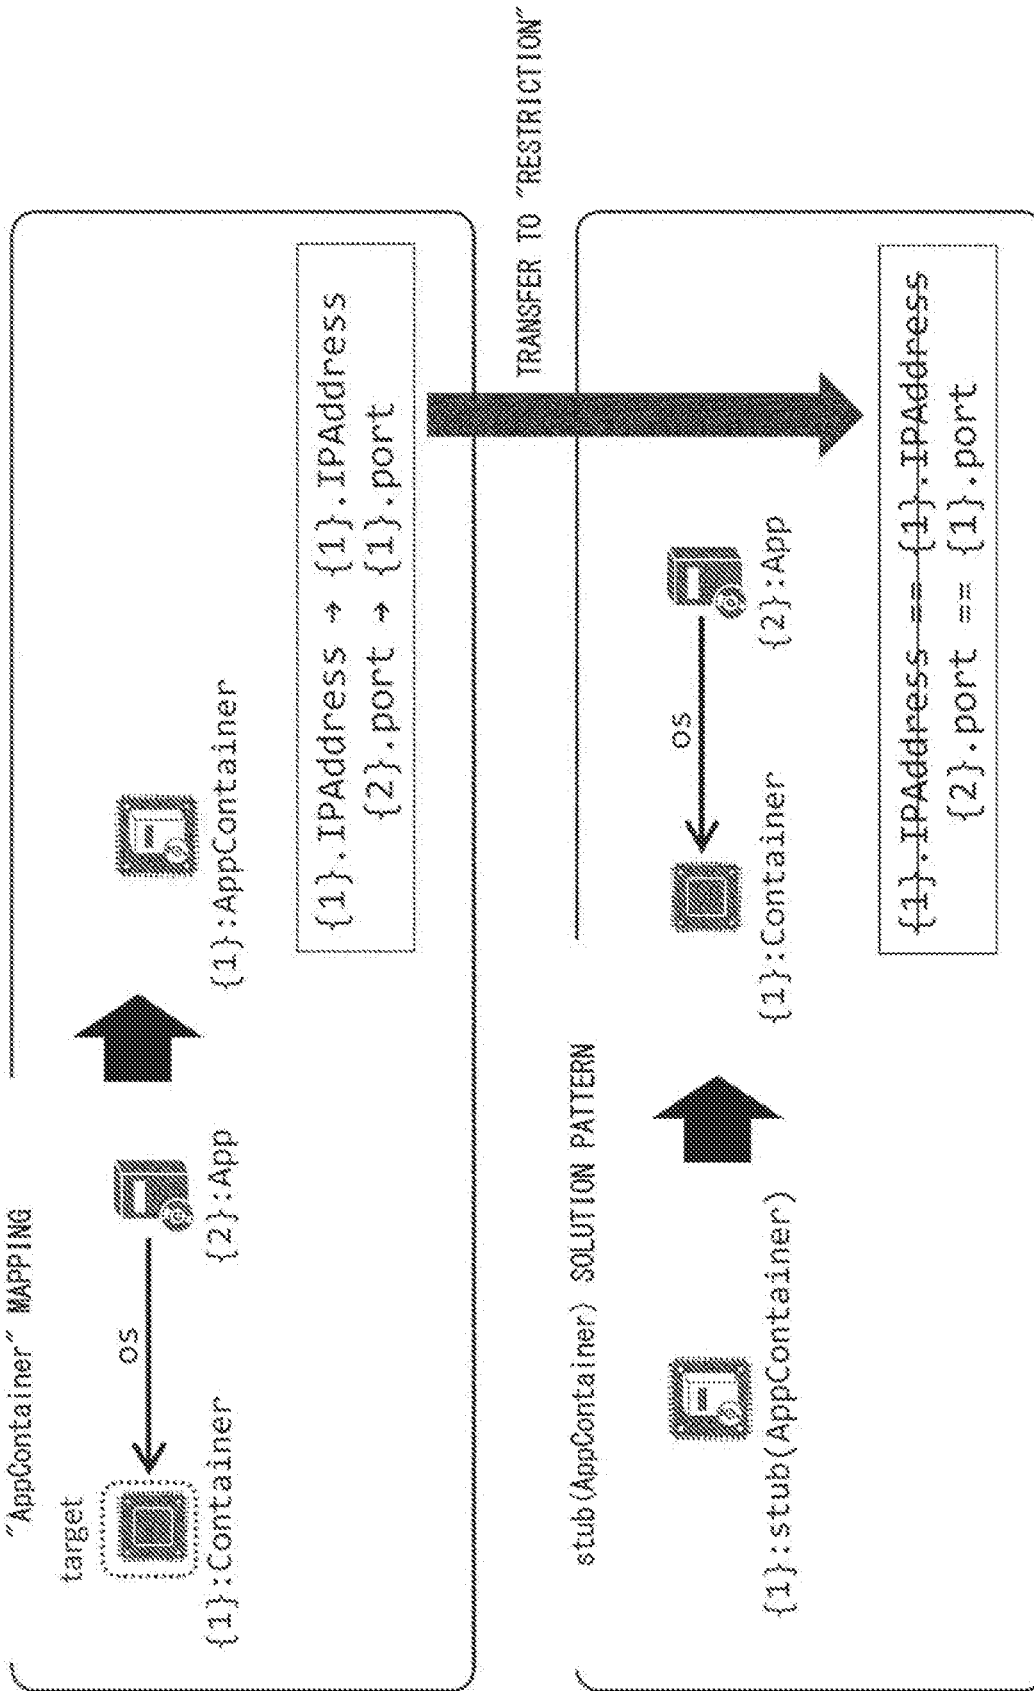 "AppContainer" MAPPING
target
os
{1}:Container
{2}:App
{1}:AppContainer
{1}.IPAddress → {1}.IPAddress
{2}.port → {1}.port
TRANSFER TO "RESTRICTION"
stub(AppContainer) SOLUTION PATTERN
{1}:stub(AppContainer)
os
{1}:Container
{2}:App
{1}.IPAddress == {1}.IPAddress
{2}.port == {1}.port